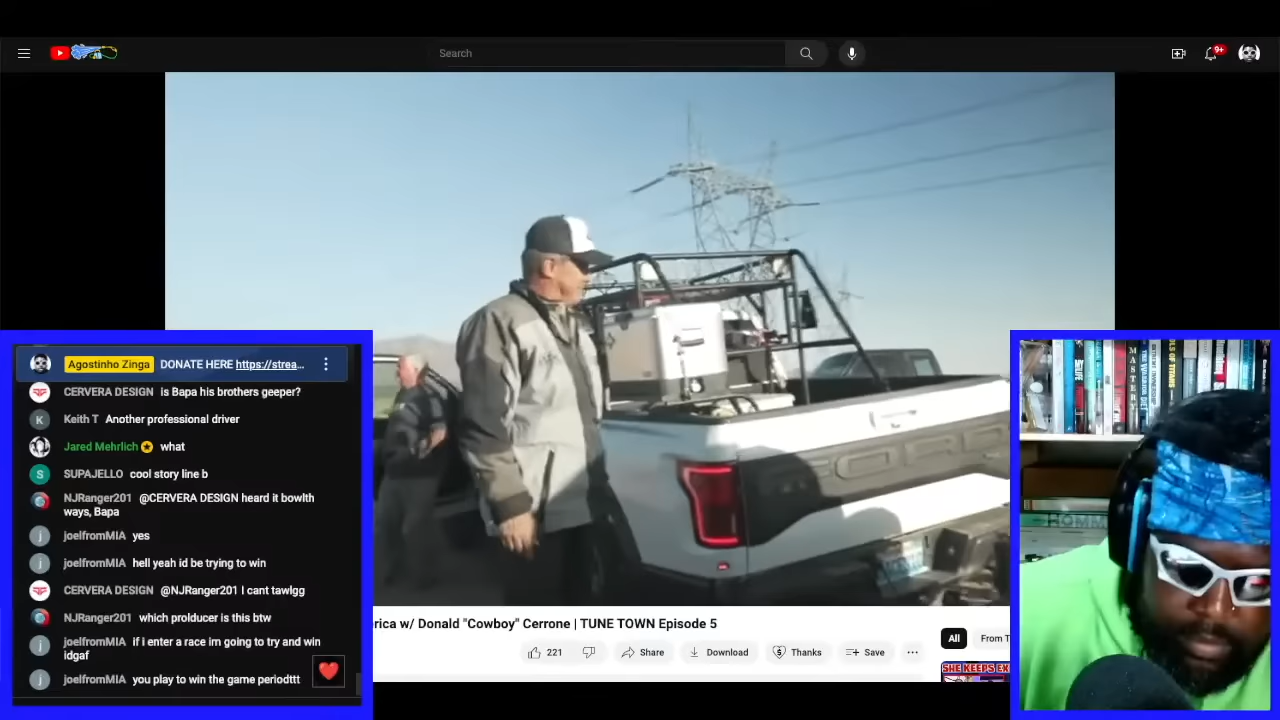 Search
9+
Agostinho Zinga DONATE HERE https://strea...
CERVERA DESIGN is Bapa his brothers geeper?
Keith T Another professional driver
Jared Mehrlich what
SUPAJELLO cool story line b
NJRanger201 @CERVERA DESIGN heard it bowlth
ways, Bapa
joelfromMIA yes
joelfromMIA hell yeah id be trying to win
CERVERA DESIGN @NJRanger201 I cant tawlgg
NJRanger201 which prolducer is this btw
joelfromMIA if i enter a race im going to try and win
idgaf
joelfromMIA you play to win the game periodtt
rica w/ Donald "Cowboy" Cerrone | TUNE TOWN Episode 5
221 Share Download Thanks Save
All From T
SHE KEEPS EX
MASTERY